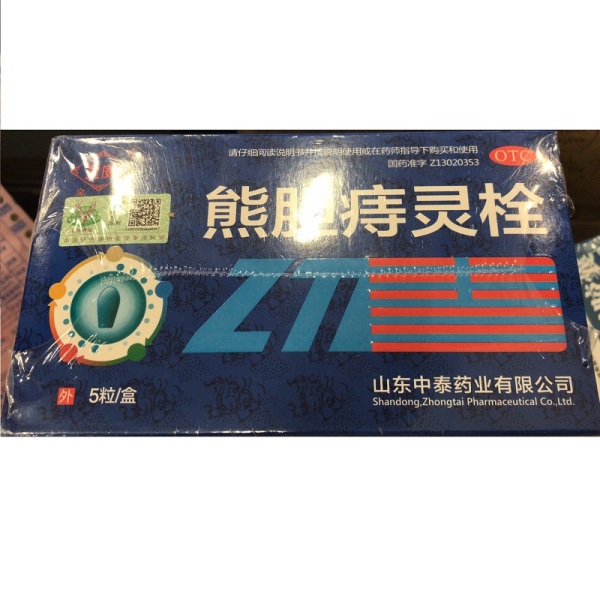 请仔细阅读说明书并按说明使用或在药师指导下购买和使用
国药准字 Z13020353
OTC
熊胆痔灵栓
外
5粒/盒
山东中泰药业有限公司
Shandong Zhongtai Pharmaceutical Co.,Ltd.